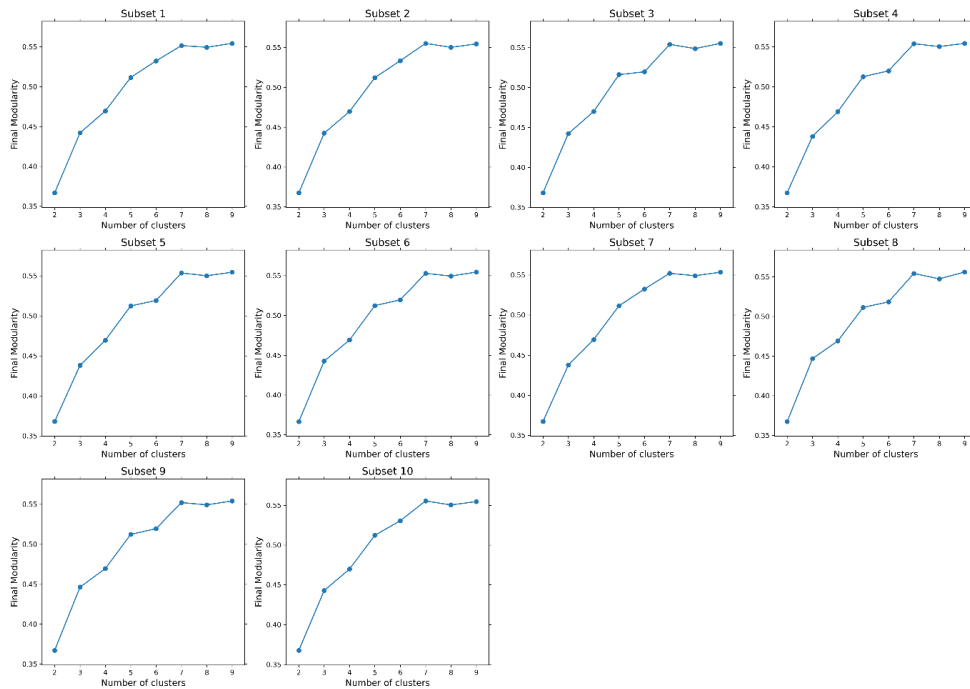 Subset 1
0.55
0.50
0.45
0.40
0.35
Final Modularity
2 3 4 5 6 7 8 9
Number of clusters
Subset 2
0.55
0.50
0.45
0.40
0.35
Final Modularity
2 3 4 5 6 7 8 9
Number of clusters
Subset 3
0.55
0.50
0.45
0.40
0.35
Final Modularity
2 3 4 5 6 7 8 9
Number of clusters
Subset 4
0.55
0.50
0.45
0.40
0.35
Final Modularity
2 3 4 5 6 7 8 9
Number of clusters
Subset 5
0.55
0.50
0.45
0.40
0.35
Final Modularity
2 3 4 5 6 7 8 9
Number of clusters
Subset 6
0.55
0.50
0.45
0.40
0.35
Final Modularity
2 3 4 5 6 7 8 9
Number of clusters
Subset 7
0.55
0.50
0.45
0.40
0.35
Final Modularity
2 3 4 5 6 7 8 9
Number of clusters
Subset 8
0.55
0.50
0.45
0.40
0.35
Final Modularity
2 3 4 5 6 7 8 9
Number of clusters
Subset 9
0.55
0.50
0.45
0.40
0.35
Final Modularity
2 3 4 5 6 7 8 9
Number of clusters
Subset 10
0.55
0.50
0.45
0.40
0.35
Final Modularity
2 3 4 5 6 7 8 9
Number of clusters